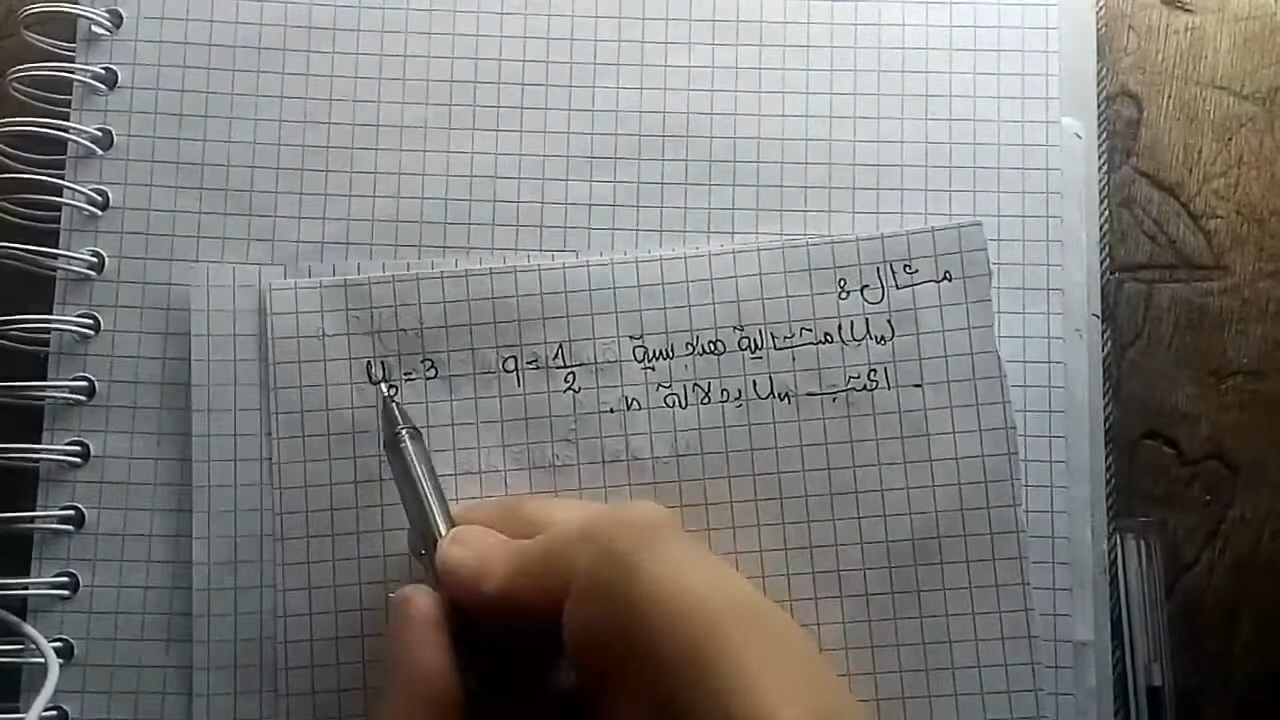 مثال 8
(Uₙ) متتالية هندسية q = 1/2 U₀ = 3
- اكتب Uₙ بدلالة n .